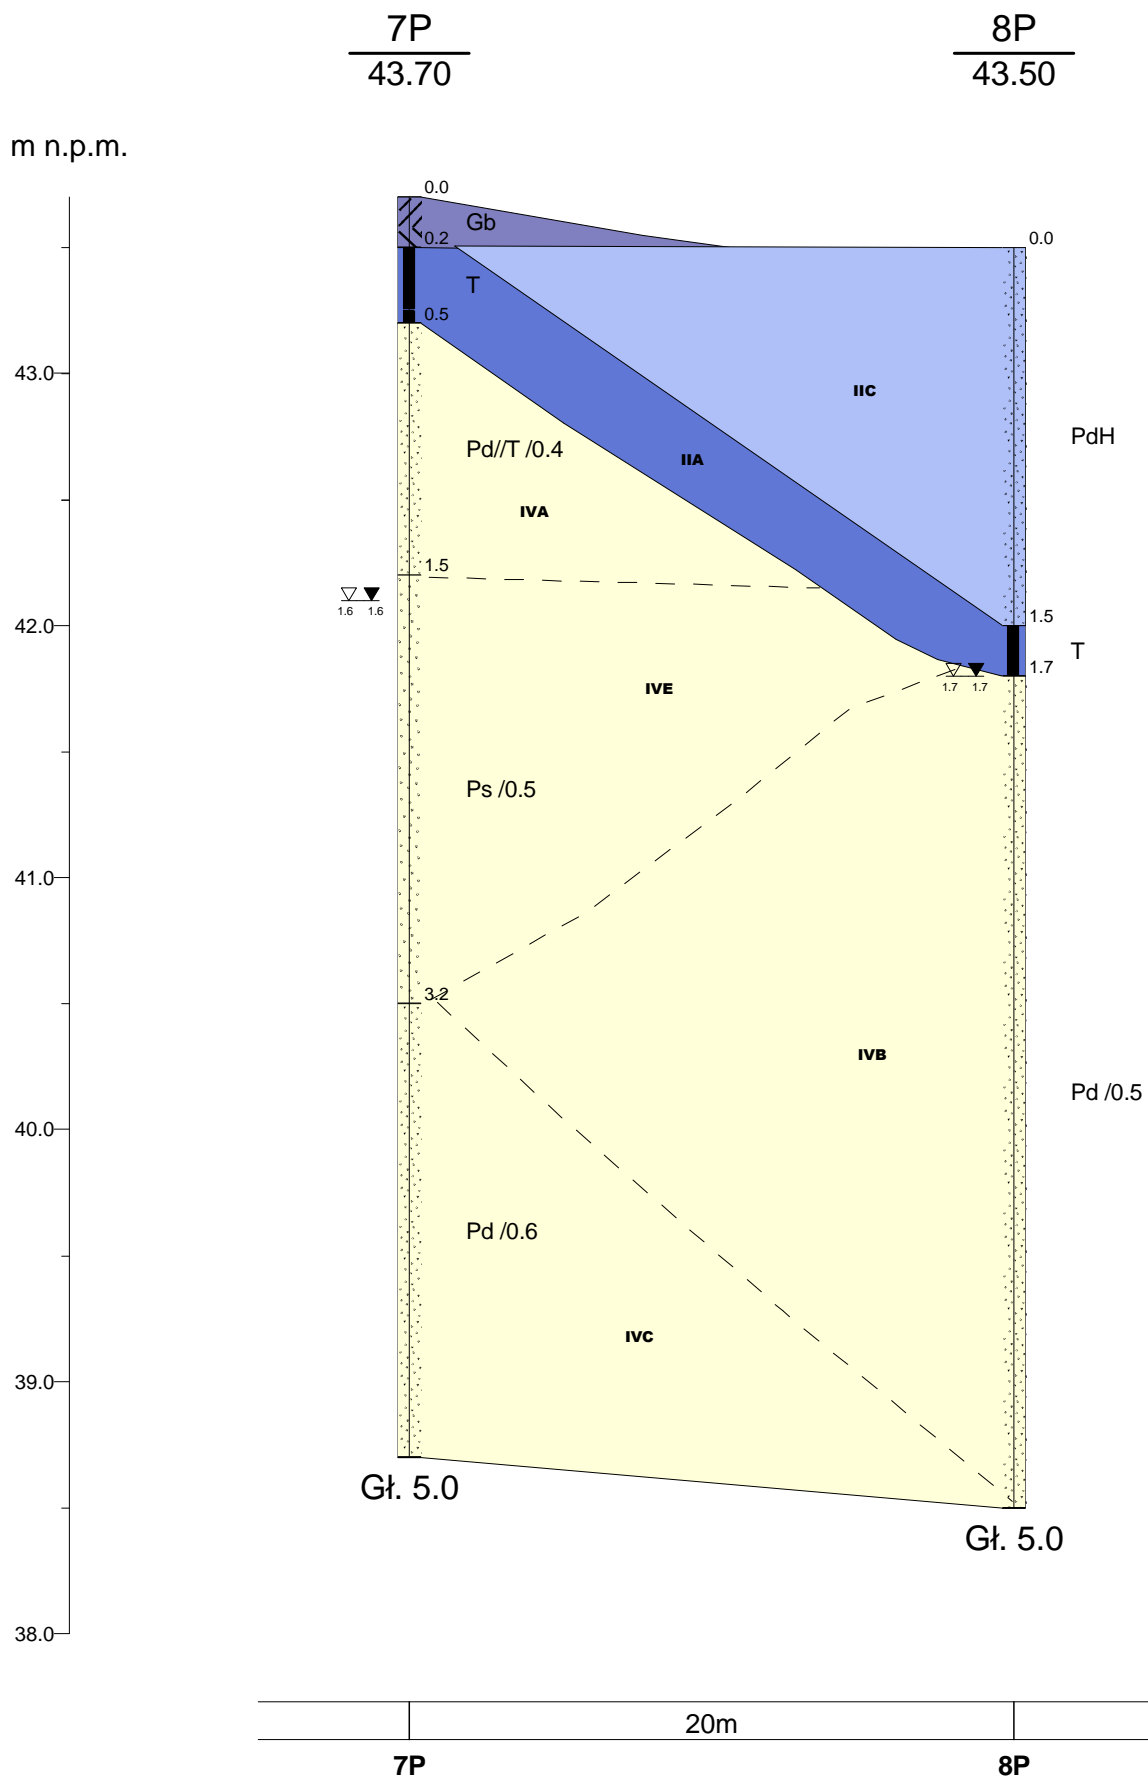 7P 8P
43.70 43.50
m n.p.m.
0.0
Gb
0.2 0.0
T
0.5
43.0
IIC
PdH
Pd//T /0.4
IIA
IVA
1.5
1.6 1.6
42.0 1.5
T
1.7
1.7 1.7
IVE
Ps /0.5
41.0
3.2
IVB
Pd /0.5
40.0
Pd /0.6
IVC
39.0
Gł. 5.0
Gł. 5.0
38.0
20m
7P 8P